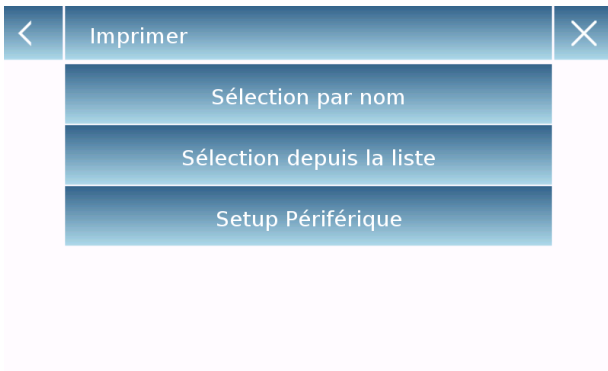 Imprimer
Sélection par nom
Sélection depuis la liste
Setup Périférique